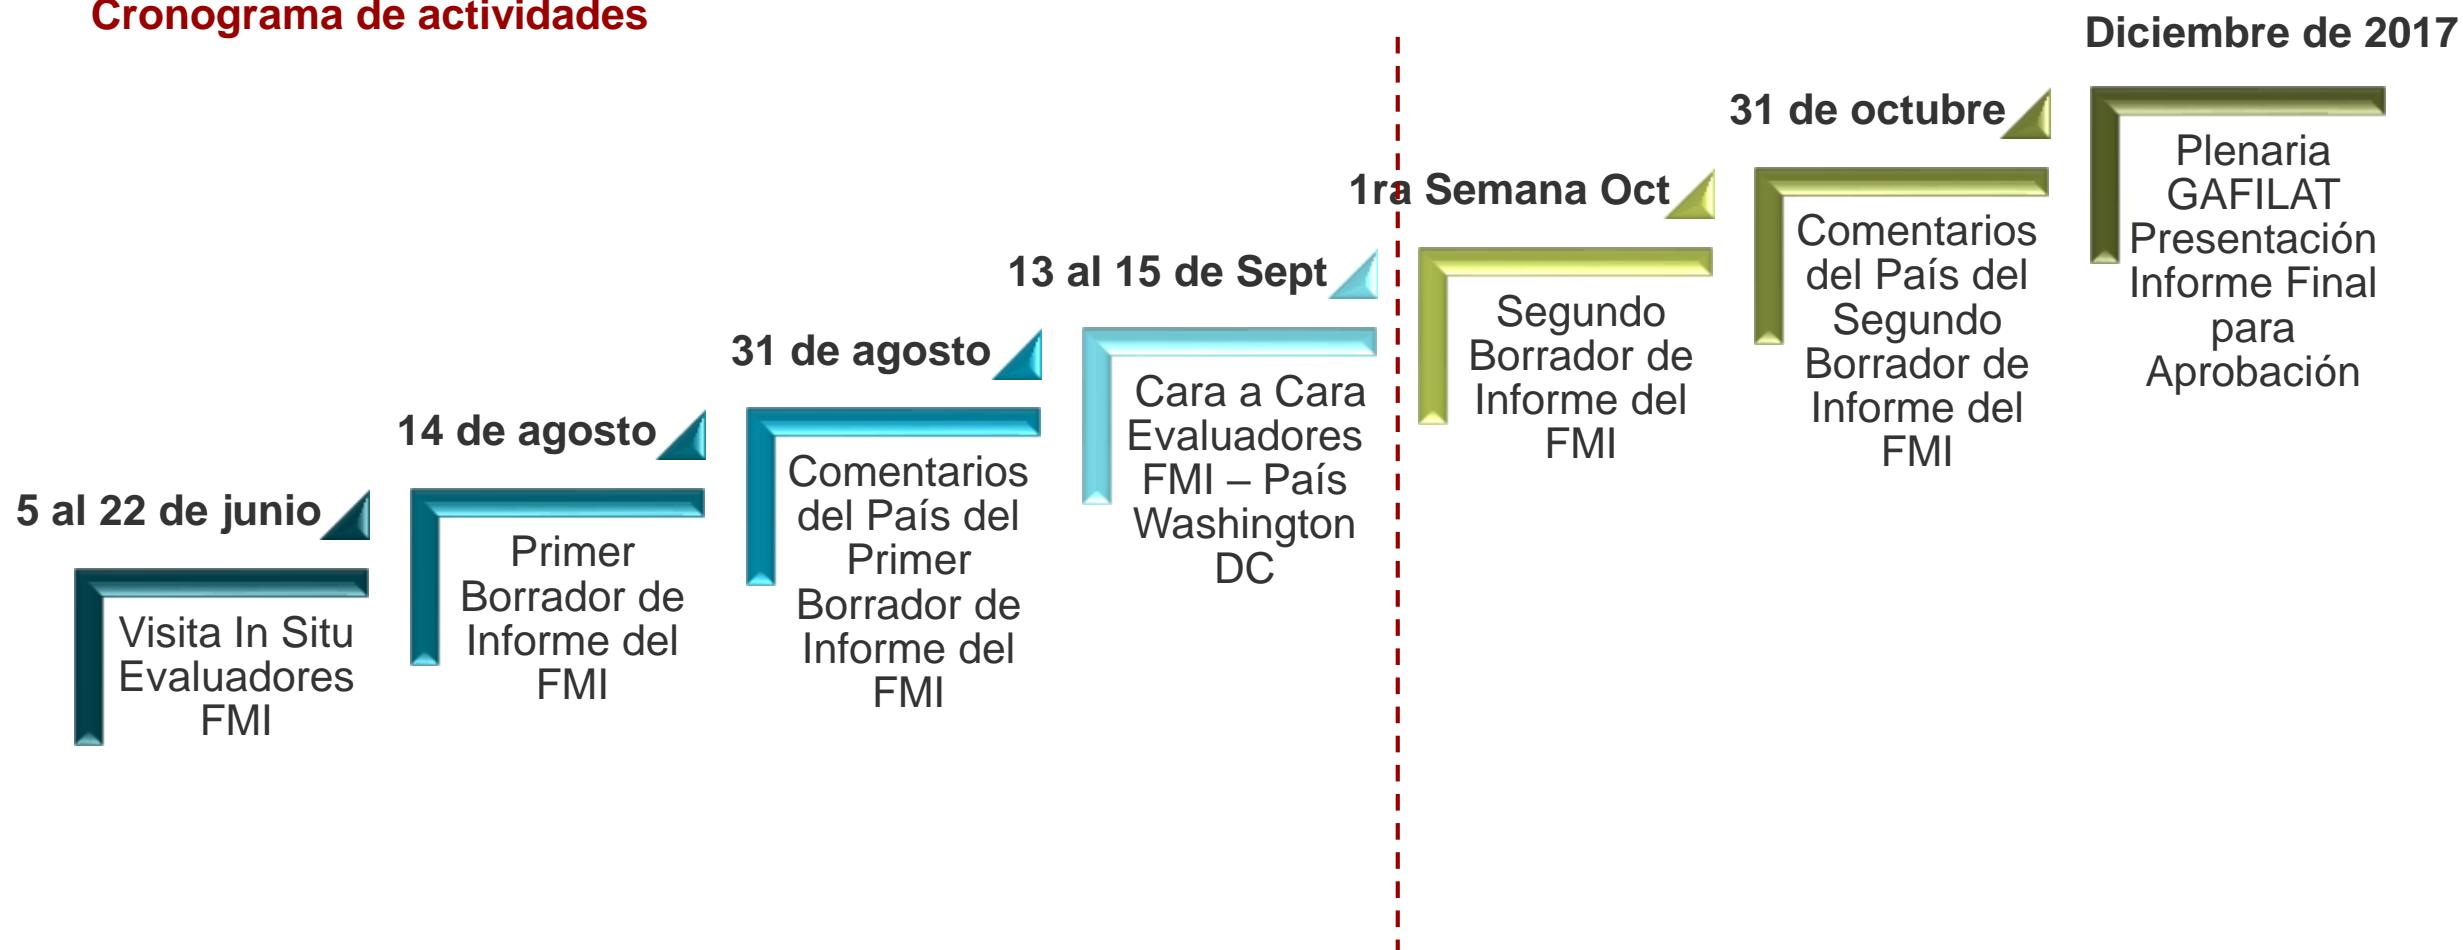 Cronograma de actividades
5 al 22 de junio
Visita In Situ
Evaluadores
FMI
14 de agosto
Primer
Borrador de
Informe del
FMI
31 de agosto
Comentarios
del País del
Primer
Borrador de
Informe del
FMI
13 al 15 de Sept
Cara a Cara
Evaluadores
FMI – País
Washington
DC
1ra Semana Oct
Segundo
Borrador de
Informe del
FMI
31 de octubre
Comentarios
del País del
Segundo
Borrador de
Informe del
FMI
Diciembre de 2017
Plenaria
GAFILAT
Presentación
Informe Final
para
Aprobación